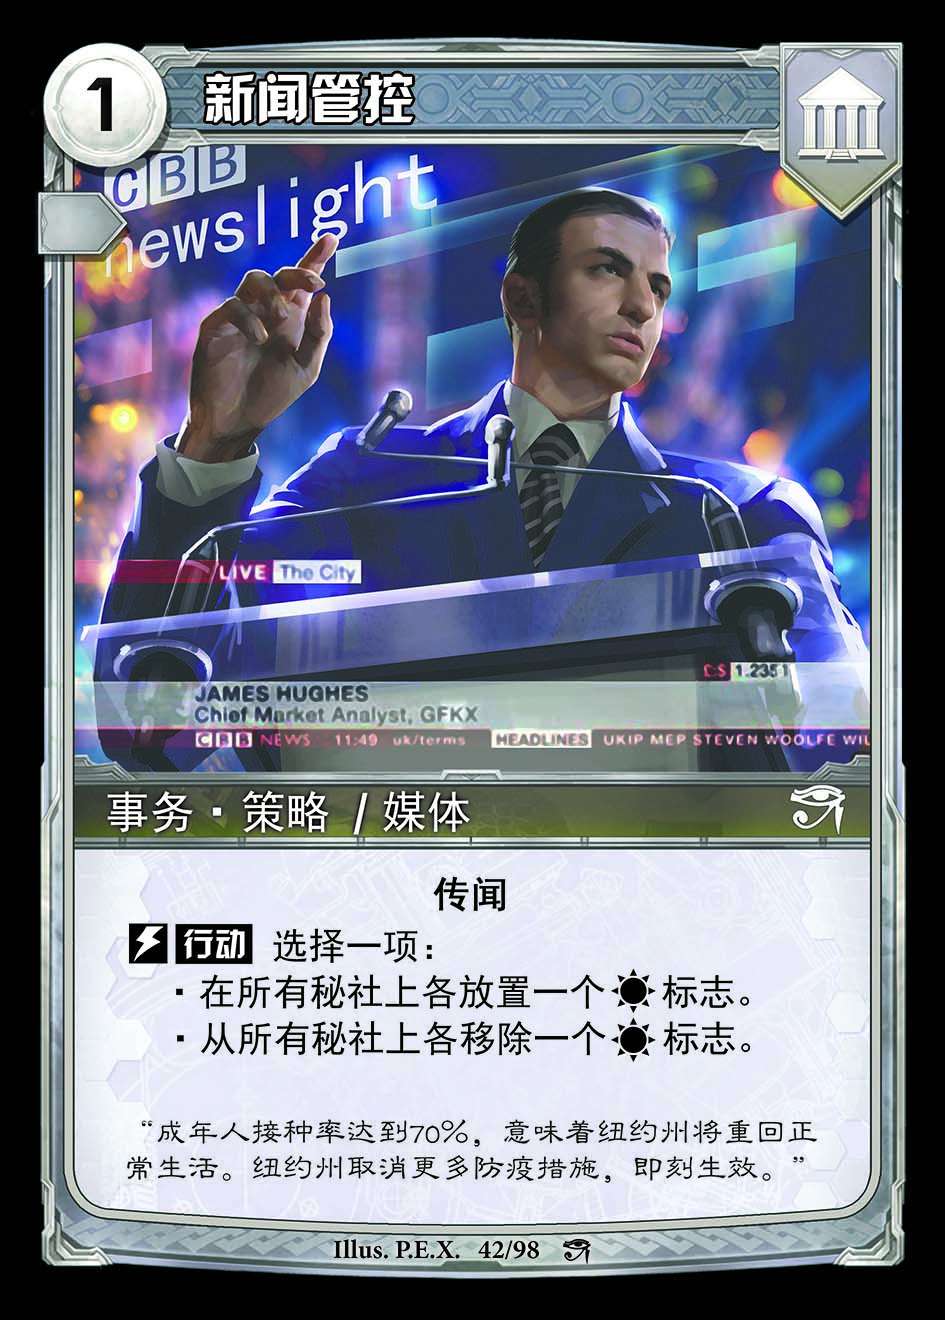 1
新闻管控
CBB
newslight
LIVE The City
1.2351
JAMES HUGHES
Chief Market Analyst, GFKX
CBB NEWS 11:49 uk/terms HEADLINES UKIP MEP STEVEN WOOLFE WIL
事务·策略 / 媒体
传闻
行动 选择一项：
·在所有秘社上各放置一个 标志。
·从所有秘社上各移除一个 标志。
“成年人接种率达到70%，意味着纽约州将重回正
常生活。纽约州取消更多防疫措施，即刻生效。”
Illus. P.E.X. 42/98